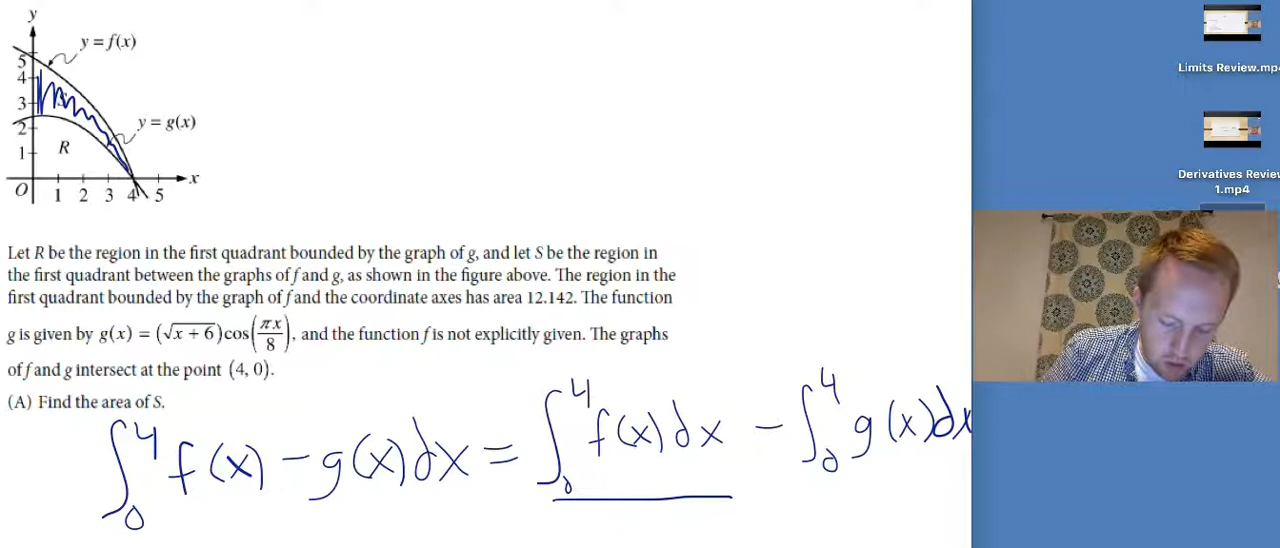 y
y = f(x)
5
4
3
S
2
y = g(x)
1
R
O 1 2 3 4 5 x
Let R be the region in the first quadrant bounded by the graph of g, and let S be the region in
the first quadrant between the graphs of f and g, as shown in the figure above. The region in the
first quadrant bounded by the graph of f and the coordinate axes has area 12.142. The function
g is given by g(x) = (√x + 6)cos(πx/8), and the function f is not explicitly given. The graphs
of f and g intersect at the point (4, 0).
(A) Find the area of S.
∫₀⁴ f(x) − g(x)dx = ∫₀⁴ f(x)dx − ∫₀⁴ g(x)dx
Limits Review.mp4
Derivatives Review
1.mp4